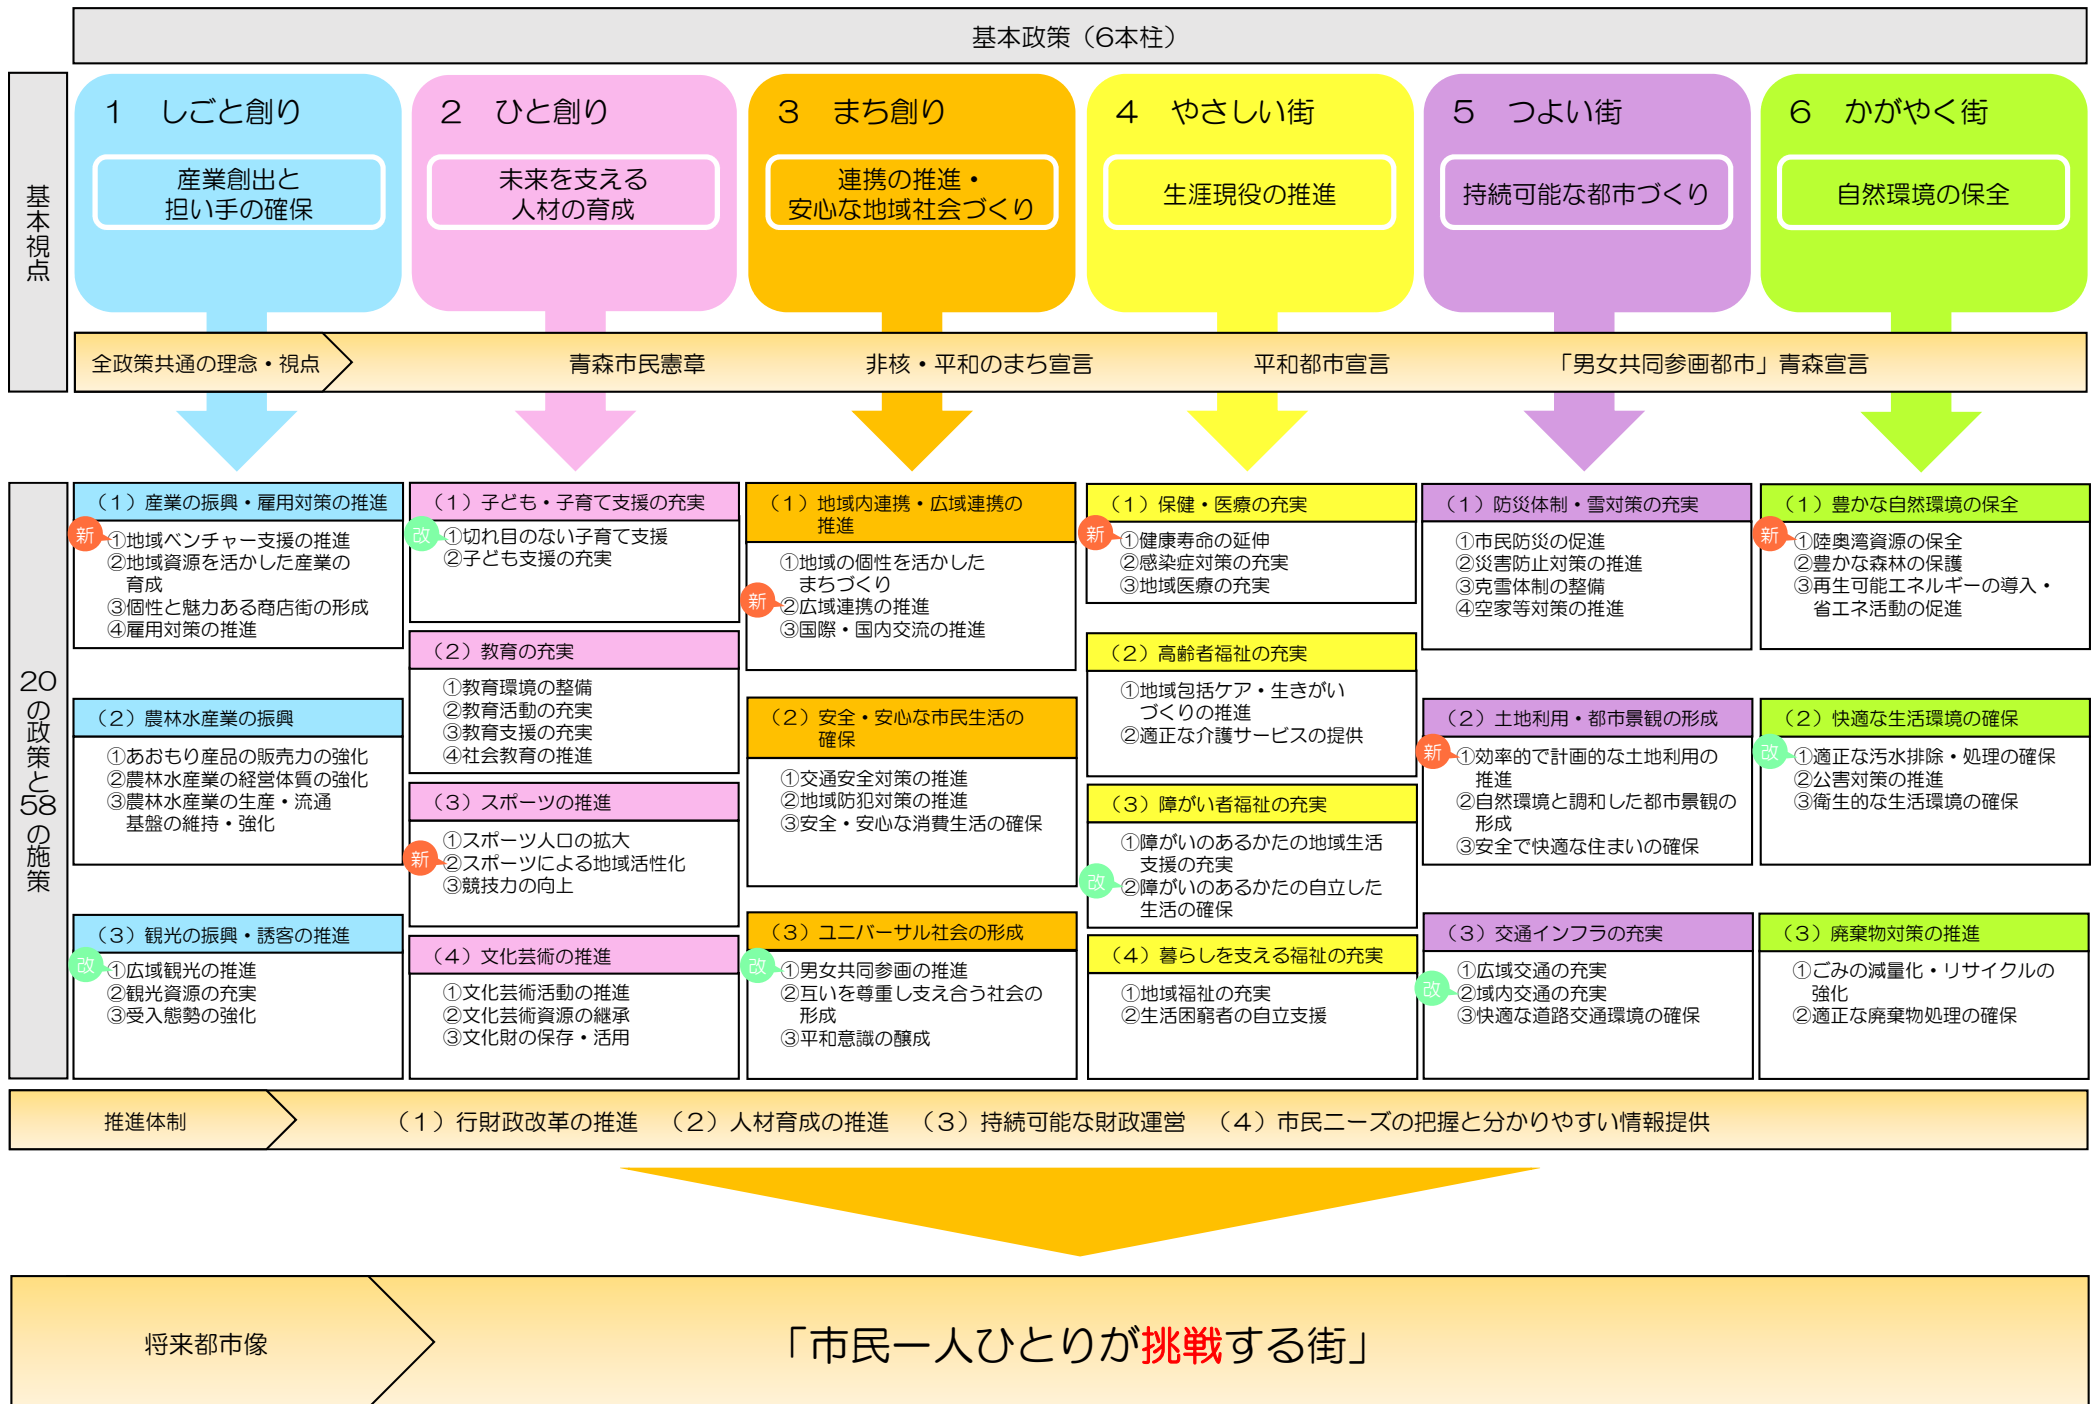 基本政策（6本柱）
基本視点
1　しごと創り
産業創出と
担い手の確保
2　ひと創り
未来を支える
人材の育成
3　まち創り
連携の推進・
安心な地域社会づくり
4　やさしい街
生涯現役の推進
5　つよい街
持続可能な都市づくり
6　かがやく街
自然環境の保全
全政策共通の理念・視点
青森市民憲章
非核・平和のまち宣言
平和都市宣言
「男女共同参画都市」青森宣言
20の政策と58の施策
（1）産業の振興・雇用対策の推進
新
①地域ベンチャー支援の推進
②地域資源を活かした産業の
育成
③個性と魅力ある商店街の形成
④雇用対策の推進
（2）農林水産業の振興
①あおもり産品の販売力の強化
②農林水産業の経営体質の強化
③農林水産業の生産・流通
基盤の維持・強化
（3）観光の振興・誘客の推進
改
①広域観光の推進
②観光資源の充実
③受入態勢の強化
（1）子ども・子育て支援の充実
改
①切れ目のない子育て支援
②子ども支援の充実
（2）教育の充実
①教育環境の整備
②教育活動の充実
③教育支援の充実
④社会教育の推進
（3）スポーツの推進
①スポーツ人口の拡大
新
②スポーツによる地域活性化
③競技力の向上
（4）文化芸術の推進
①文化芸術活動の推進
②文化芸術資源の継承
③文化財の保存・活用
（1）地域内連携・広域連携の
推進
①地域の個性を活かした
まちづくり
新
②広域連携の推進
③国際・国内交流の推進
（2）安全・安心な市民生活の
確保
①交通安全対策の推進
②地域防犯対策の推進
③安全・安心な消費生活の確保
（3）ユニバーサル社会の形成
改
①男女共同参画の推進
②互いを尊重し支え合う社会の
形成
③平和意識の醸成
（1）保健・医療の充実
新
①健康寿命の延伸
②感染症対策の充実
③地域医療の充実
（2）高齢者福祉の充実
①地域包括ケア・生きがい
づくりの推進
②適正な介護サービスの提供
（3）障がい者福祉の充実
①障がいのあるかたの地域生活
支援の充実
改
②障がいのあるかたの自立した
生活の確保
（4）暮らしを支える福祉の充実
①地域福祉の充実
②生活困窮者の自立支援
（1）防災体制・雪対策の充実
①市民防災の促進
②災害防止対策の推進
③克雪体制の整備
④空家等対策の推進
（2）土地利用・都市景観の形成
新
①効率的で計画的な土地利用の
推進
②自然環境と調和した都市景観の
形成
③安全で快適な住まいの確保
（3）交通インフラの充実
①広域交通の充実
改
②域内交通の充実
③快適な道路交通環境の確保
（1）豊かな自然環境の保全
新
①陸奥湾資源の保全
②豊かな森林の保護
③再生可能エネルギーの導入・
省エネ活動の促進
（2）快適な生活環境の確保
改
①適正な汚水排除・処理の確保
②公害対策の推進
③衛生的な生活環境の確保
（3）廃棄物対策の推進
①ごみの減量化・リサイクルの
強化
②適正な廃棄物処理の確保
推進体制
（1）行財政改革の推進　（2）人材育成の推進　（3）持続可能な財政運営　（4）市民ニーズの把握と分かりやすい情報提供
将来都市像
「市民一人ひとりが挑戦する街」